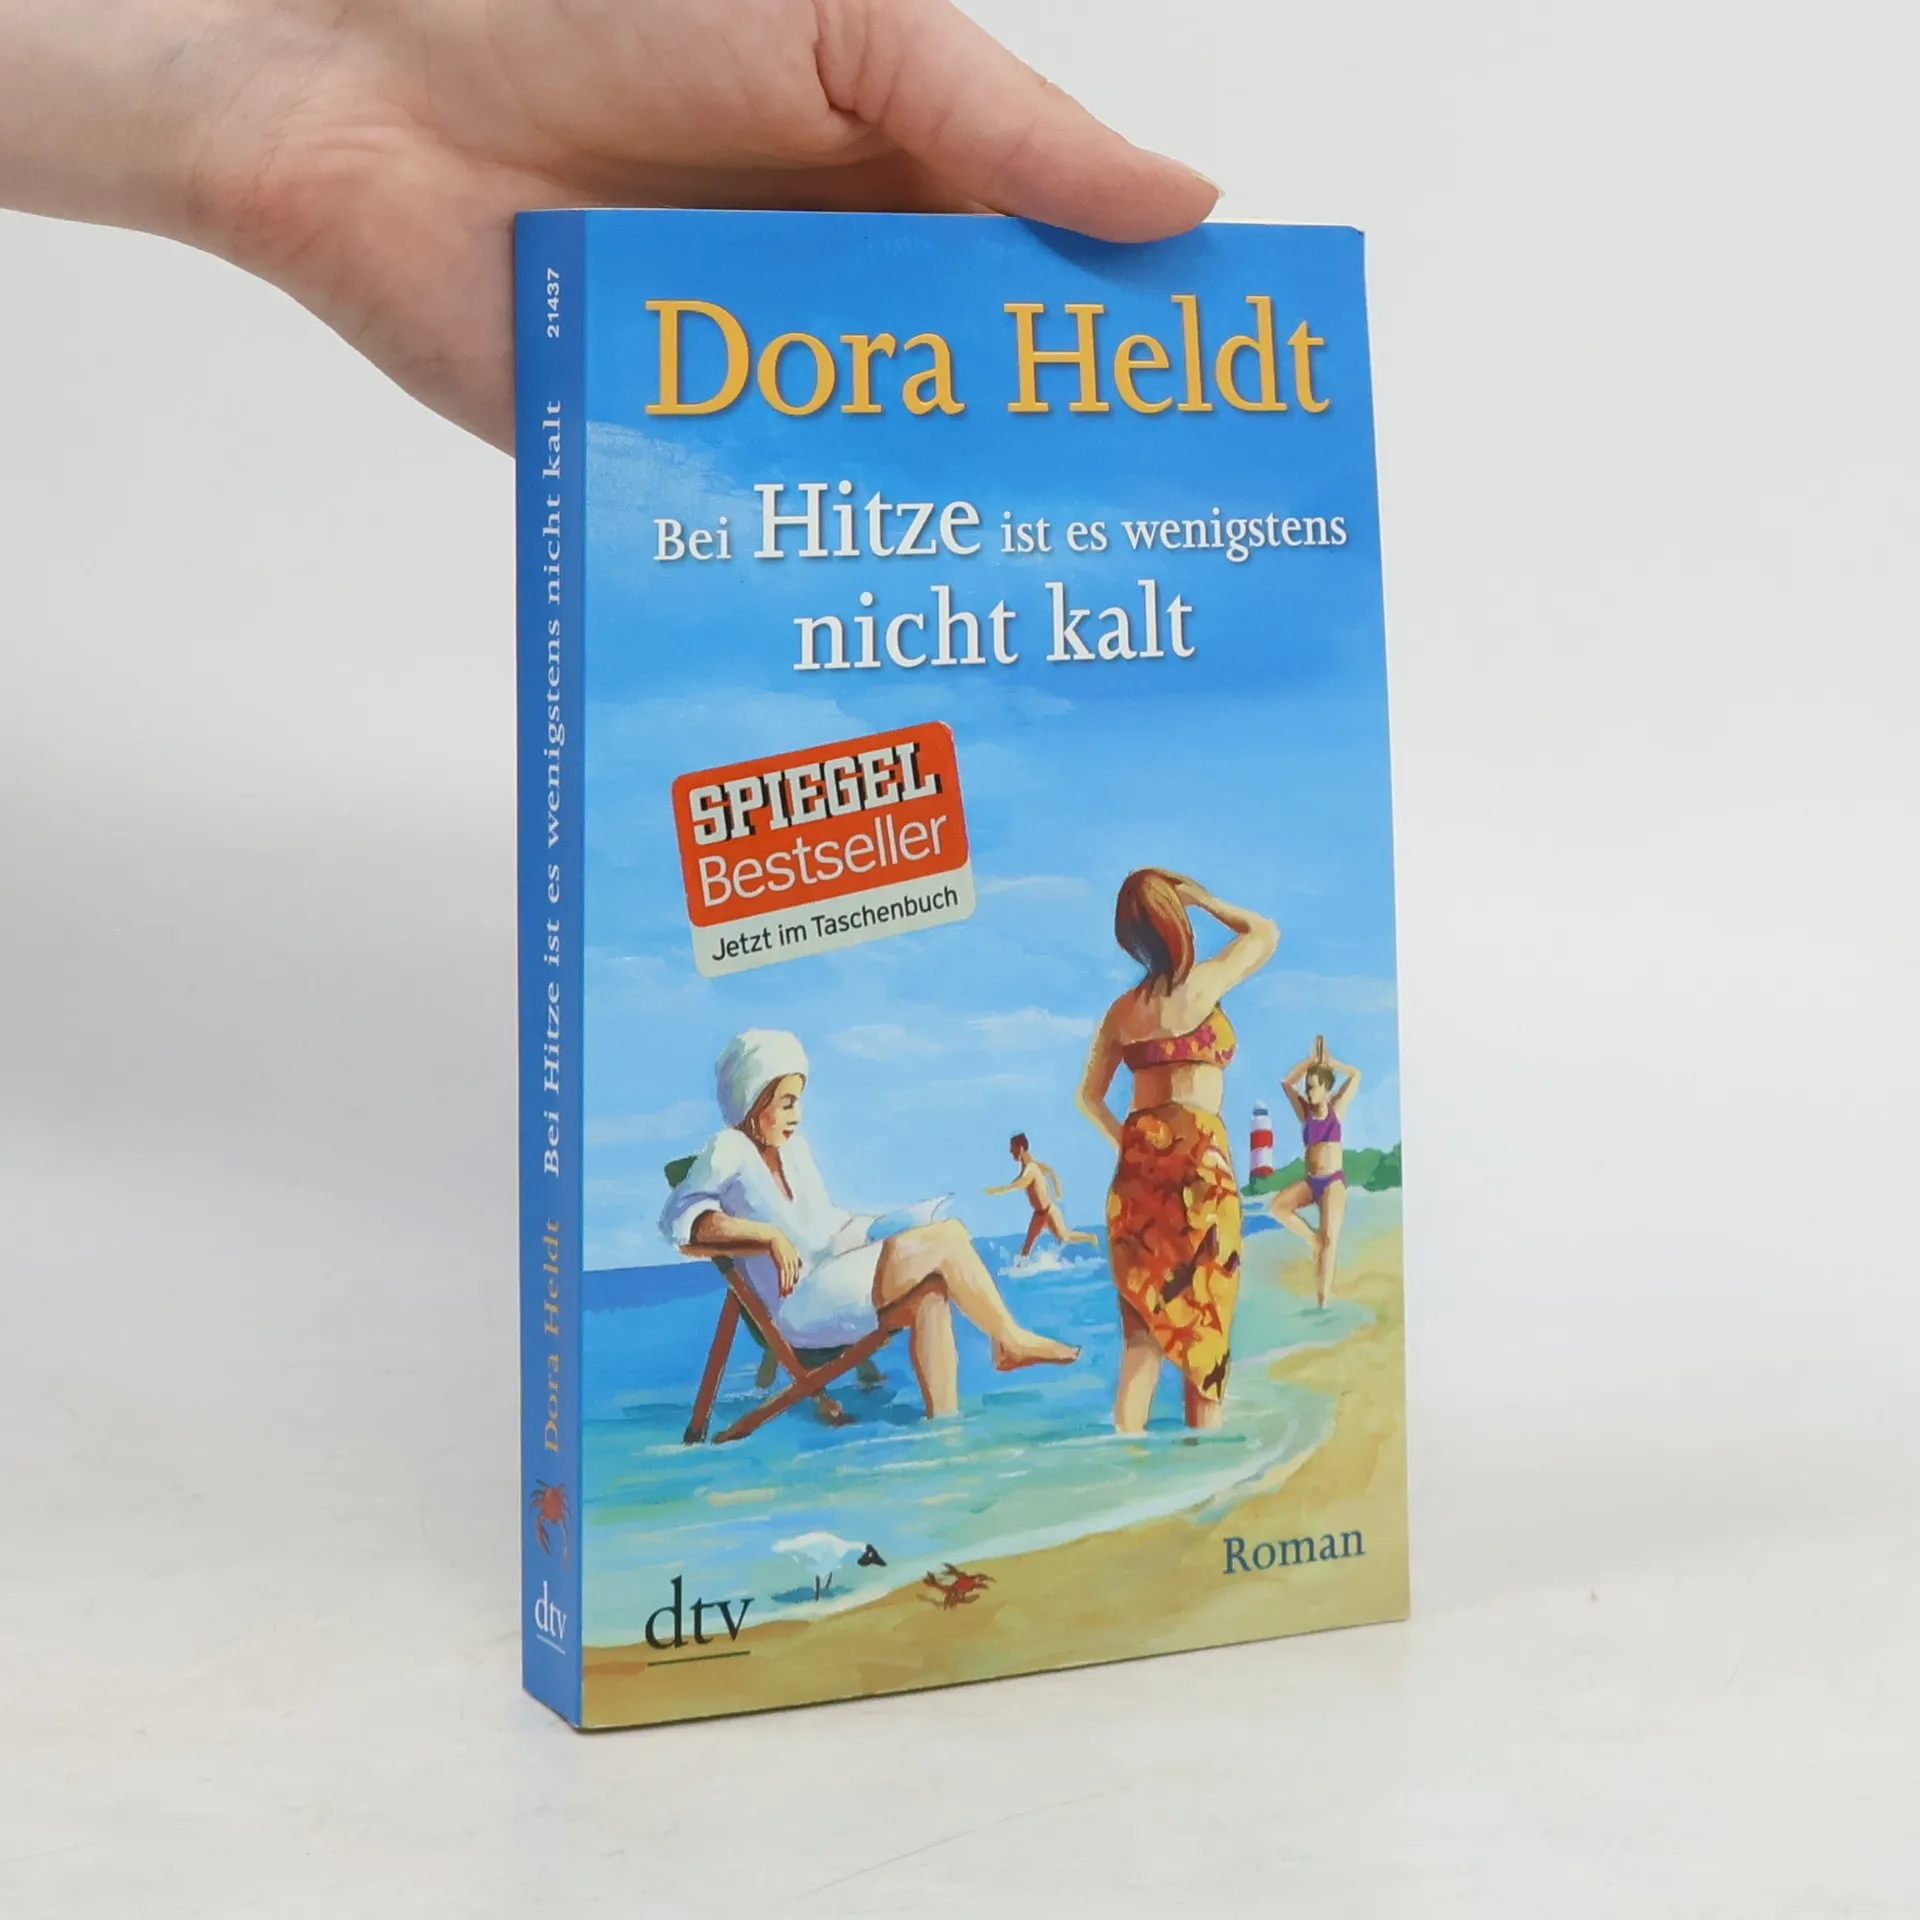 Dora Heldt
Bei Hitze ist es wenigstens
nicht kalt
SPIEGEL
Bestseller
Jetzt im Taschenbuch
Roman
dtv
dtv Dora Heldt Bei Hitze ist es wenigstens nicht kalt 21437